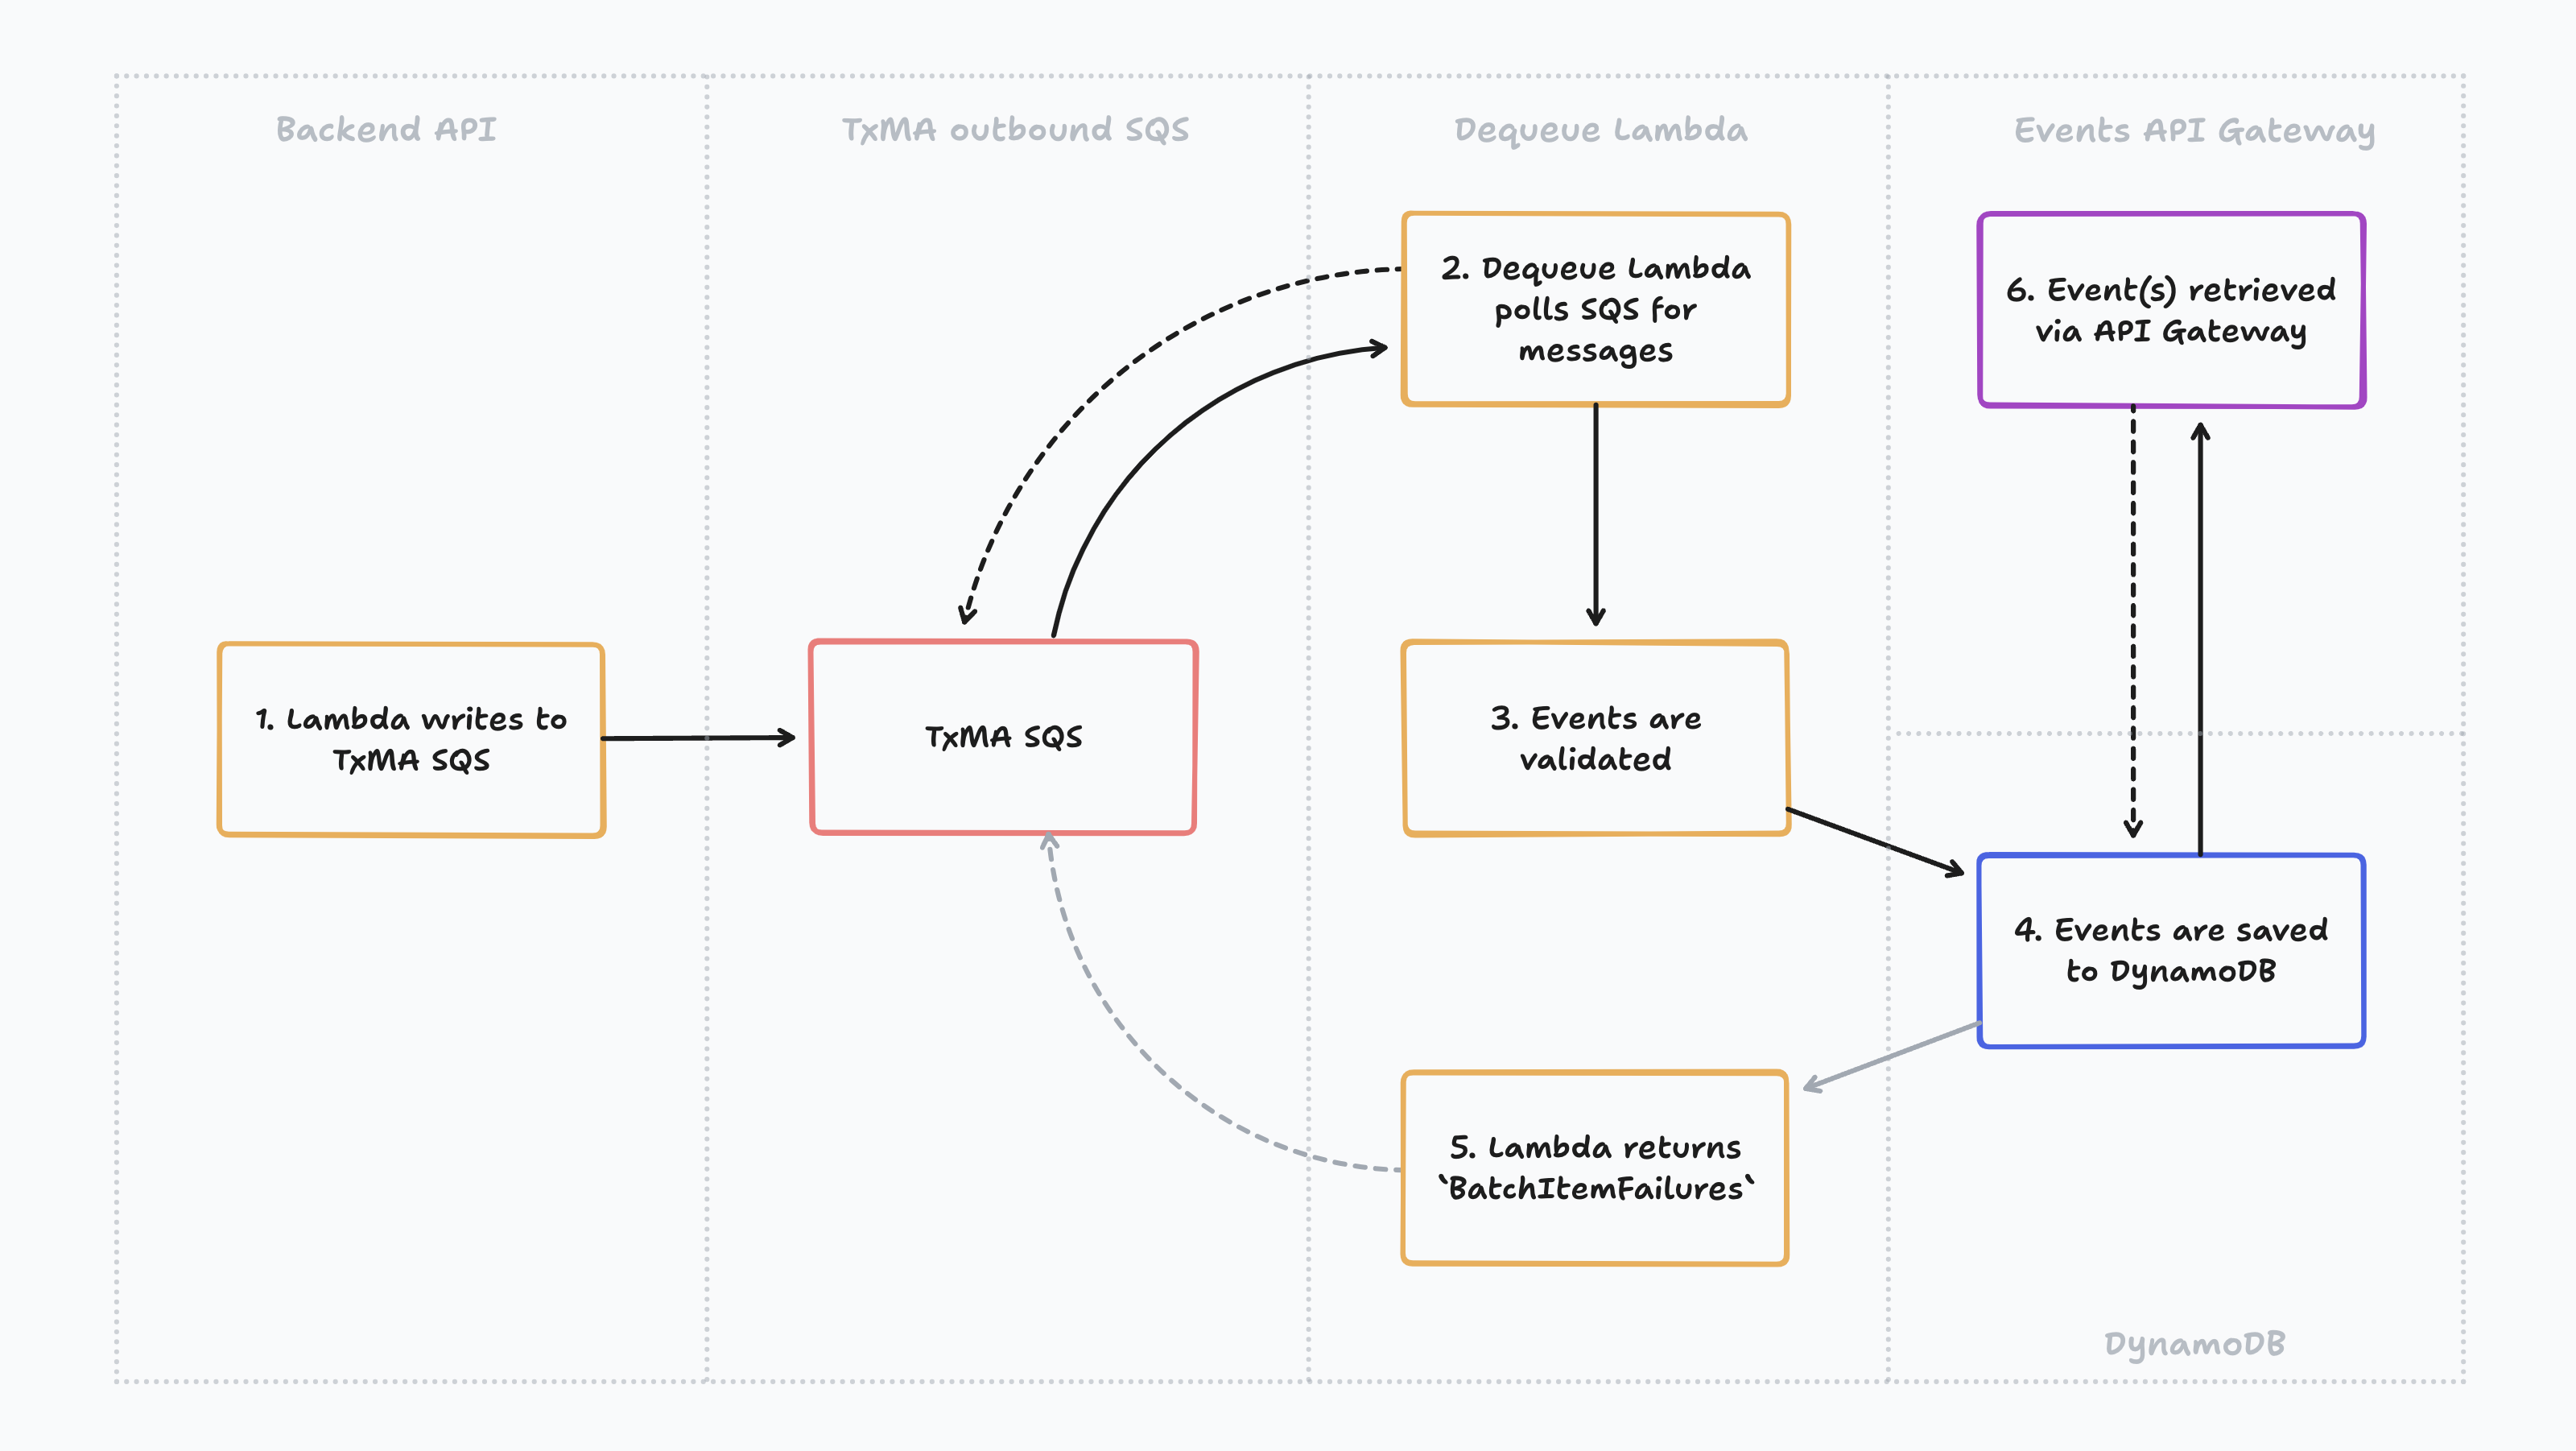 Backend API
TxMA outbound SQS
Dequeue Lambda
Events API Gateway
1. Lambda writes to
TxMA SQS
TxMA SQS
2. Dequeue Lambda
polls SQS for
messages
3. Events are
validated
4. Events are saved
to DynamoDB
5. Lambda returns
`BatchItemFailures`
6. Event(s) retrieved
via API Gateway
DynamoDB